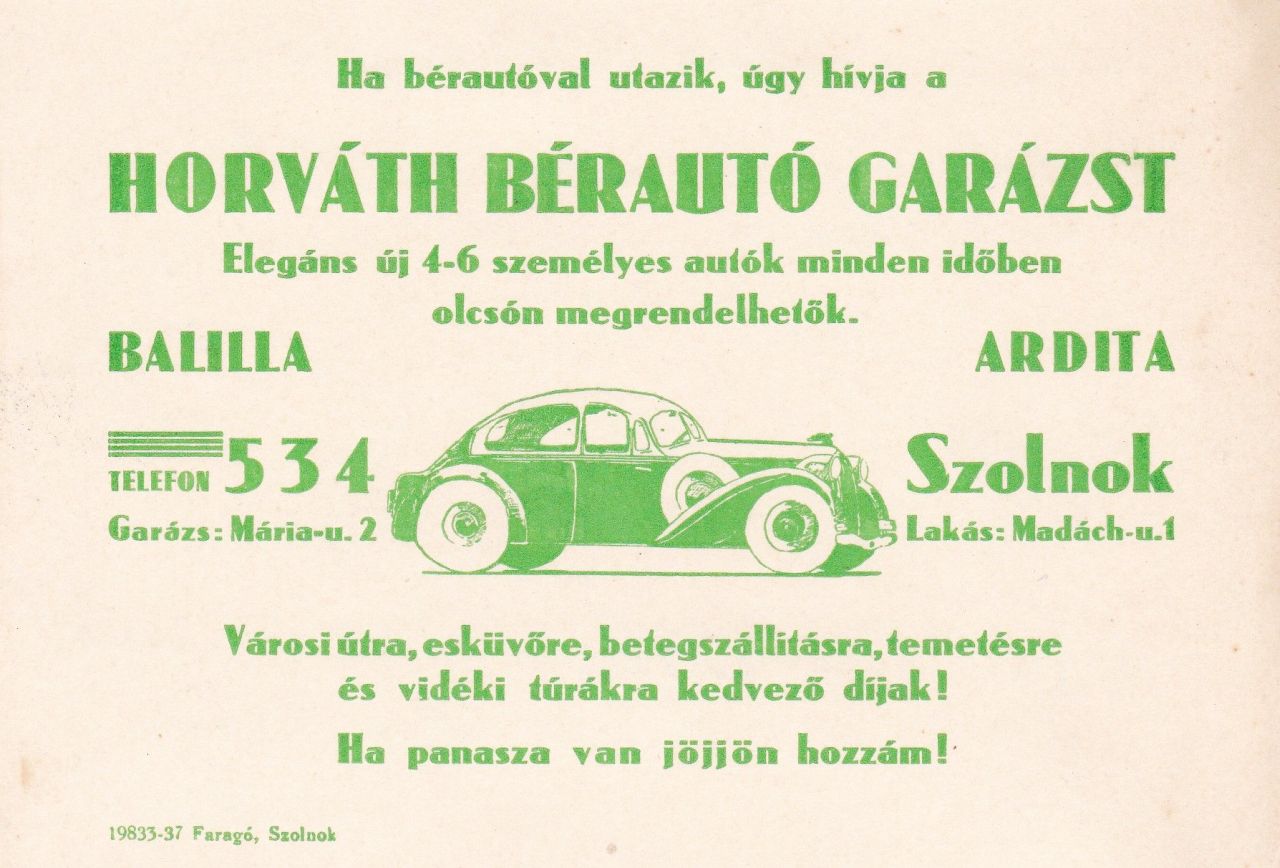 Ha bérautóval utazik, úgy hívja a
HORVÁTH BÉRAUTÓ GARÁZST
Elegáns új 4-6 személyes autók minden időben
olcsón megrendelhetők.
BALILLA
ARDITA
TELEFON 534
Szolnok
Garázs: Mária-u. 2
Lakás: Madách-u. 1
Városi útra, esküvőre, betegszállitásra, temetésre
és vidéki túrákra kedvező díjak!
Ha panasza van jöjjön hozzám!
19833-37 Faragó, Szolnok